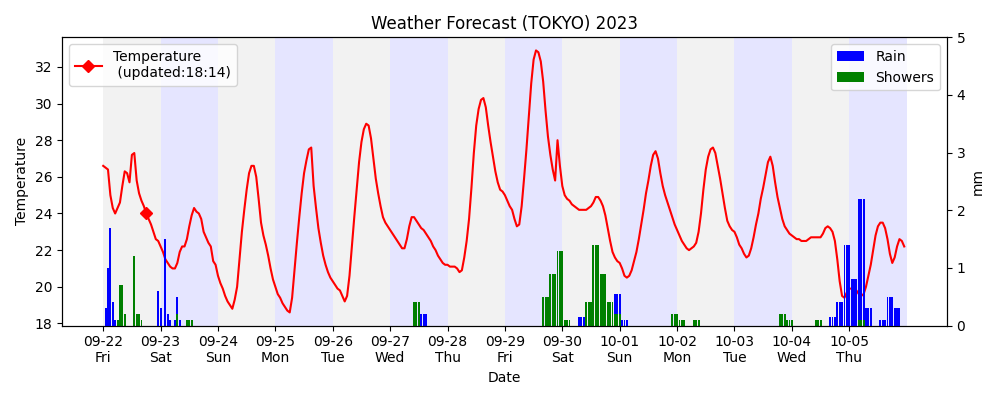 Weather Forecast (TOKYO) 2023
Temperature
(updated:18:14)
Rain
Showers
Temperature
32
30
28
26
24
22
20
18
5
4
3
2
1
0
mm
09-22 09-23 09-24 09-25 09-26 09-27 09-28 09-29 09-30 10-01 10-02 10-03 10-04 10-05
Fri Sat Sun Mon Tue Wed Thu Fri Sat Sun Mon Tue Wed Thu
Date